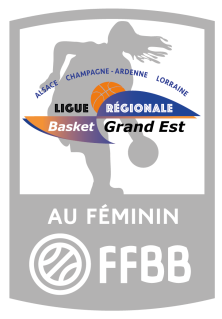 ALSACE CHAMPAGNE-ARDENNE LORRAINE
LIGUE RÉGIONALE
Basket Grand Est
AU FÉMININ
FFBB